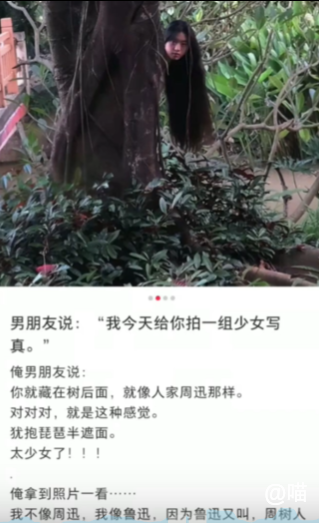 男朋友说：“我今天给你拍一组少女写
真。”
俺男朋友说：
你就藏在树后面，就像人家周迅那样。
对对对，就是这种感觉。
犹抱琵琶半遮面。
太少女了！！！
.
俺拿到照片一看……
我不像周迅，我像鲁迅，因为鲁迅又叫，周树人
@喵